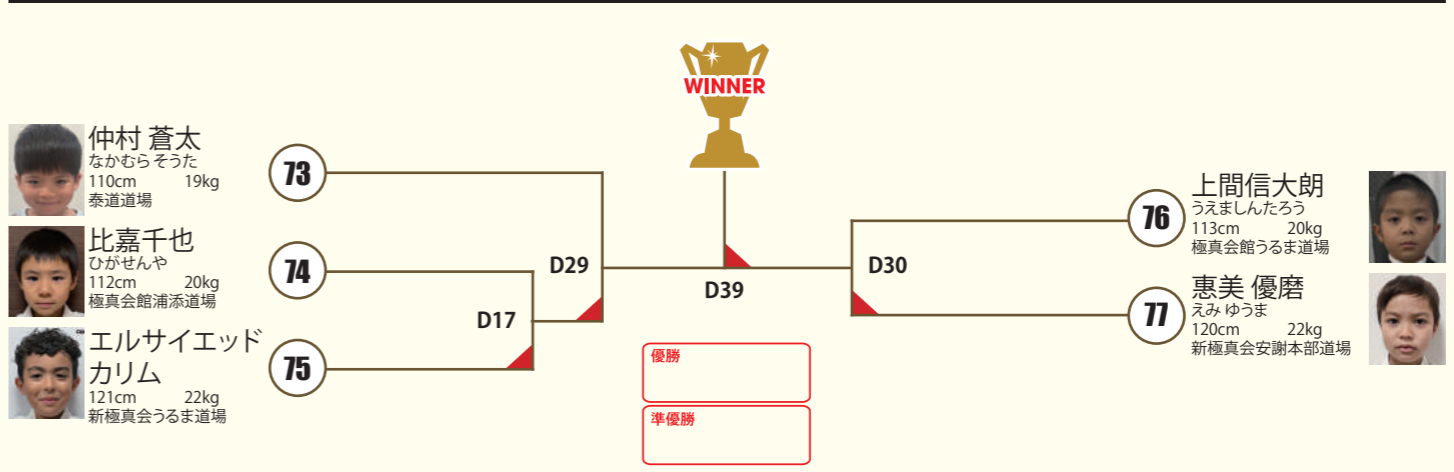 WINNER
仲村 蒼太
なかむら そうた
110cm 19kg
泰道道場
73
比嘉千也
ひがせんや
112cm 20kg
極真会館浦添道場
74
エルサイエッド
カリム
121cm 22kg
新極真会うるま道場
75
D17
D29
D39
D30
76
上間信大朗
うえましんたろう
113cm 20kg
極真会館うるま道場
77
惠美 優磨
えみ ゆうま
120cm 22kg
新極真会安謝本部道場
優勝
準優勝